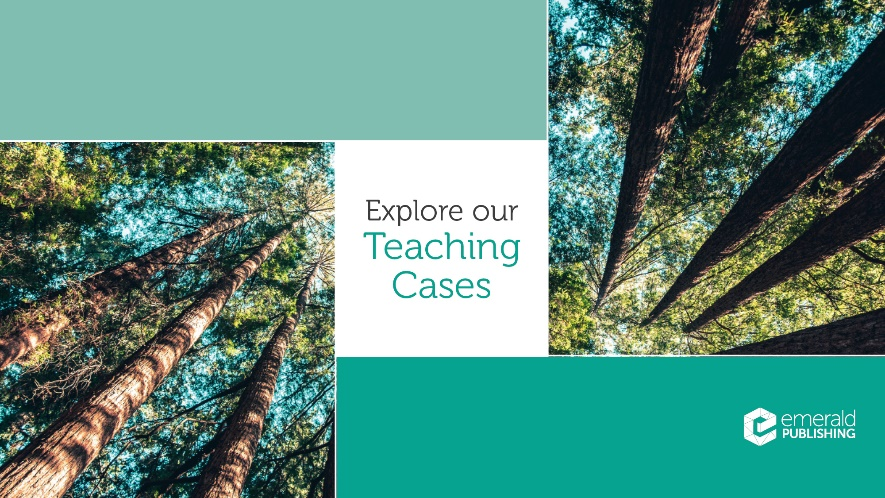 Explore our
Teaching
Cases
emerald
PUBLISHING